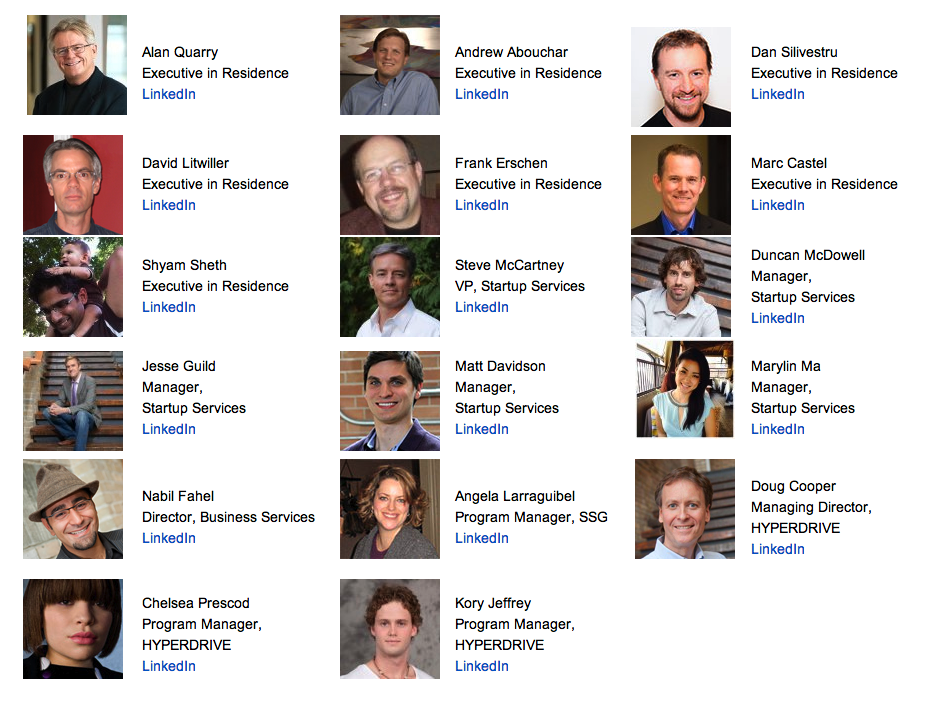 Alan Quarry
Executive in Residence
LinkedIn
Andrew Abouchar
Executive in Residence
LinkedIn
Dan Silivestru
Executive in Residence
LinkedIn
David Litwiller
Executive in Residence
LinkedIn
Frank Erschen
Executive in Residence
LinkedIn
Marc Castel
Executive in Residence
LinkedIn
Shyam Sheth
Executive in Residence
LinkedIn
Steve McCartney
VP, Startup Services
LinkedIn
Duncan McDowell
Manager,
Startup Services
LinkedIn
Jesse Guild
Manager,
Startup Services
LinkedIn
Matt Davidson
Manager,
Startup Services
LinkedIn
Marylin Ma
Manager,
Startup Services
LinkedIn
Nabil Fahel
Director, Business Services
LinkedIn
Angela Larraguibel
Program Manager, SSG
LinkedIn
Doug Cooper
Managing Director,
HYPERDRIVE
LinkedIn
Chelsea Prescod
Program Manager,
HYPERDRIVE
LinkedIn
Kory Jeffrey
Program Manager,
HYPERDRIVE
LinkedIn